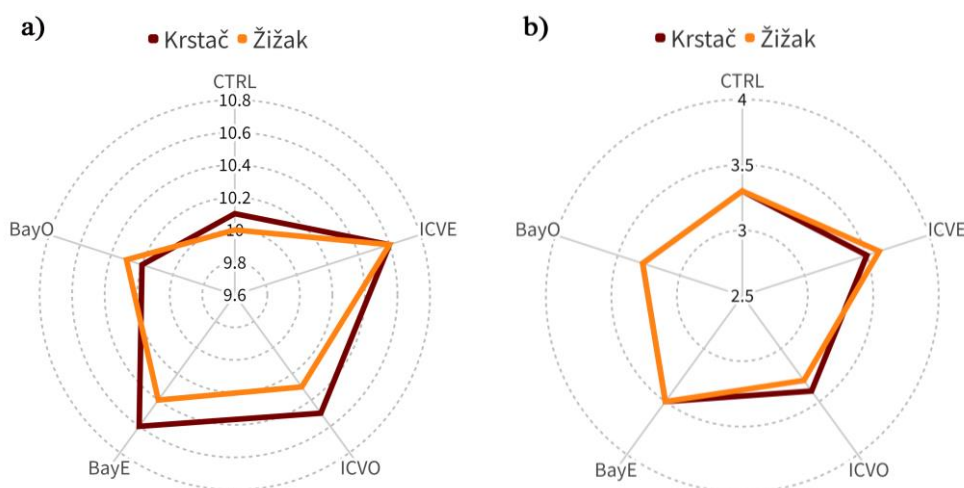 a)
Krstač Žižak
CTRL
10.8
10.6
10.4
10.2
10
9.8
9.6
ICVE
ICVO
BayE
BayO
b)
Krstač Žižak
CTRL
4
3.5
3
2.5
ICVE
ICVO
BayE
BayO